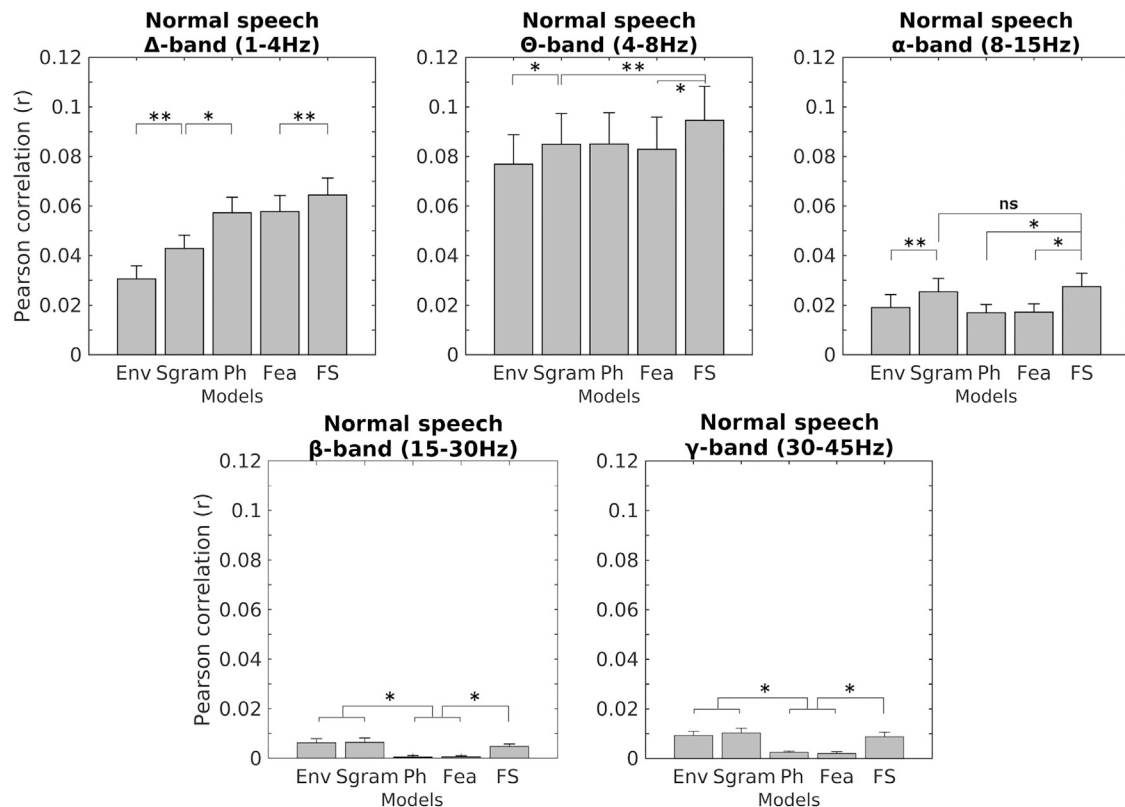 Normal speech
Δ-band (1-4Hz)
0.12
0.1
0.08
0.06
0.04
0.02
0
Pearson correlation (r)
** * **
Env Sgram Ph Fea FS
Models
Normal speech
Θ-band (4-8Hz)
0.12
0.1
0.08
0.06
0.04
0.02
0
* **
*
Env Sgram Ph Fea FS
Models
Normal speech
α-band (8-15Hz)
0.12
0.1
0.08
0.06
0.04
0.02
0
ns
*
** *
Env Sgram Ph Fea FS
Models
Normal speech
β-band (15-30Hz)
0.12
0.1
0.08
0.06
0.04
0.02
0
Pearson correlation (r)
* *
Env Sgram Ph Fea FS
Models
Normal speech
γ-band (30-45Hz)
0.12
0.1
0.08
0.06
0.04
0.02
0
* *
Env Sgram Ph Fea FS
Models